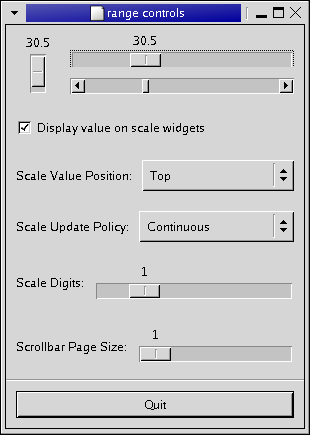 range controls
30.5
30.5
Display value on scale widgets
Scale Value Position: Top
Scale Update Policy: Continuous
1
Scale Digits:
1
Scrollbar Page Size:
Quit